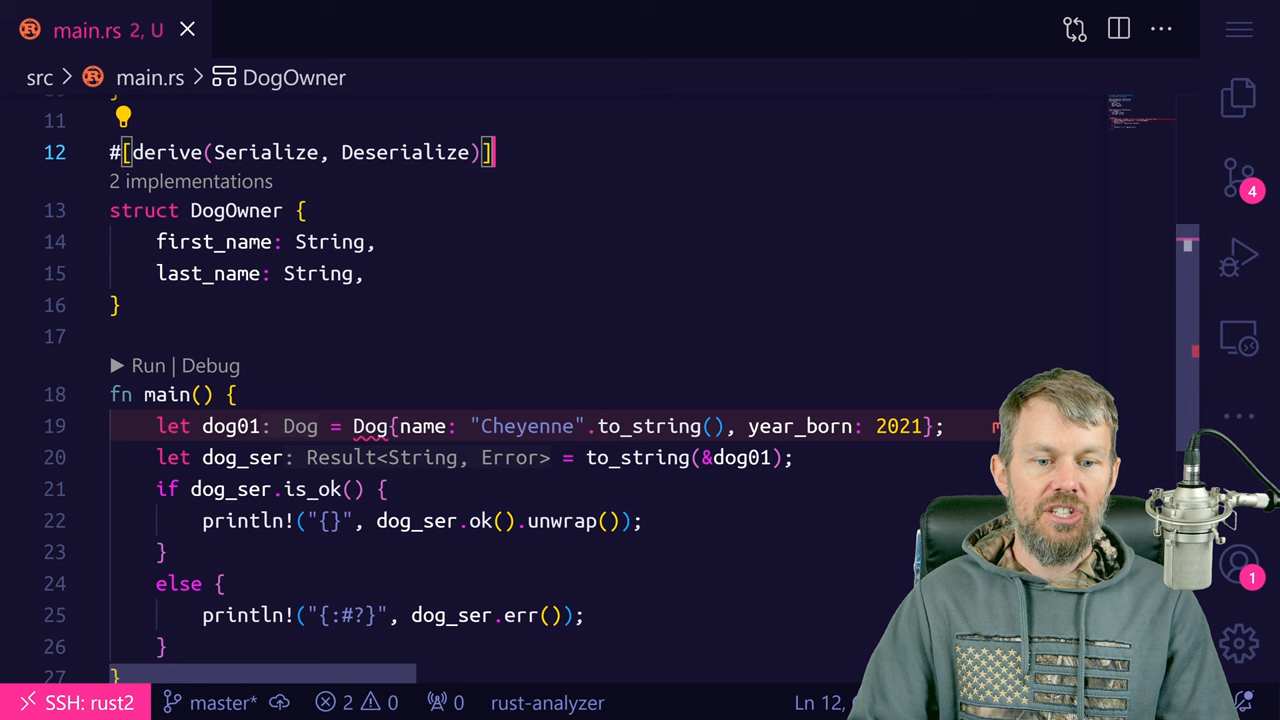 main.rs 2, U
src > main.rs > DogOwner
11
12 #[derive(Serialize, Deserialize)]
2 implementations
13 struct DogOwner {
14 first_name: String,
15 last_name: String,
16 }
17
Run | Debug
18 fn main() {
19 let dog01: Dog = Dog{name: "Cheyenne".to_string(), year_born: 2021};
20 let dog_ser: Result<String, Error> = to_string(&dog01);
21 if dog_ser.is_ok() {
22 println!("{}", dog_ser.ok().unwrap());
23 }
24 else {
25 println!("{:#?}", dog_ser.err());
26 }
27 }
4
1
SSH: rust2 master* 2 0 0 rust-analyzer Ln 12,